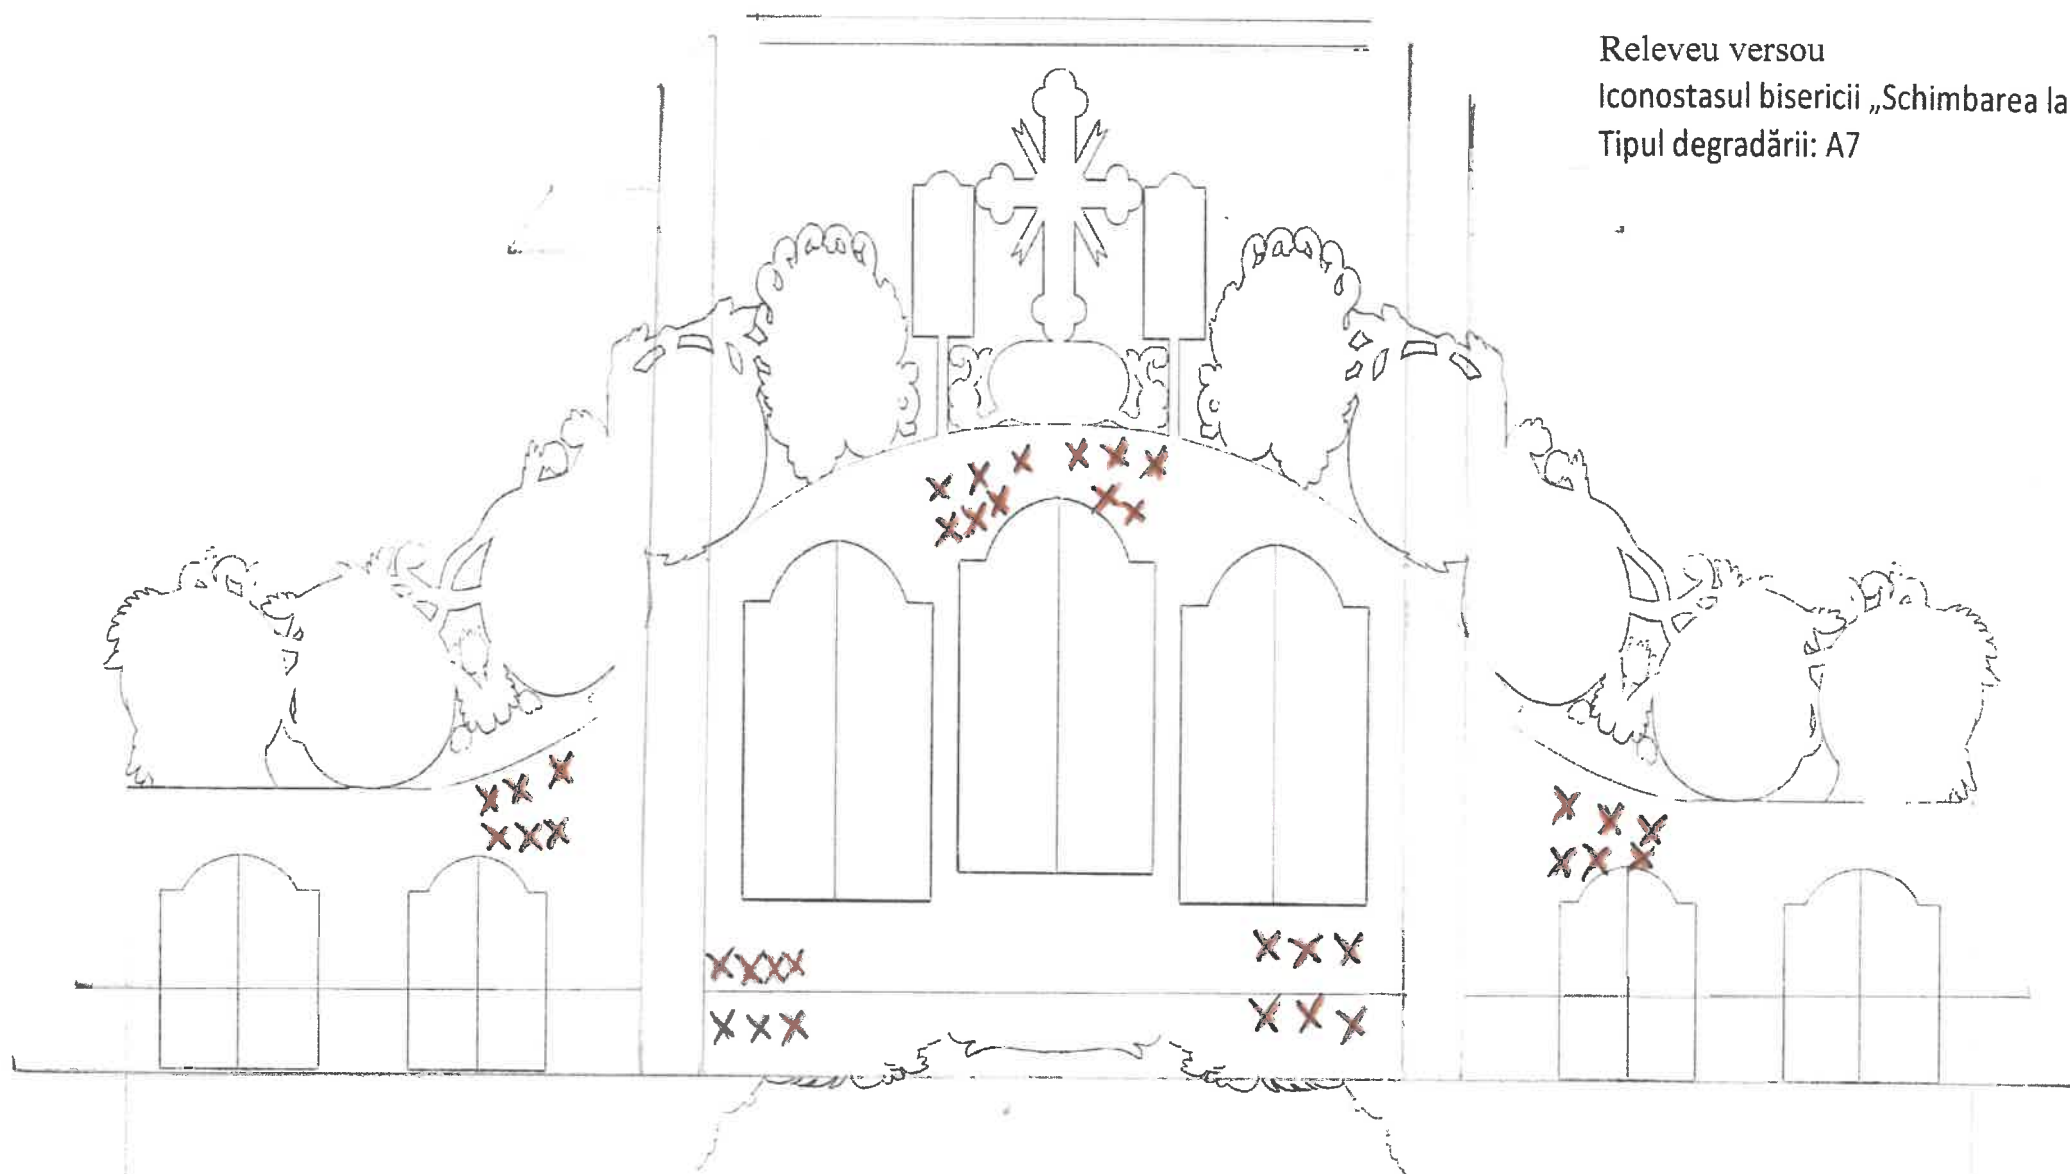 Releveu versou
Iconostasul bisericii „Schimbarea la
Tipul degradării: A7